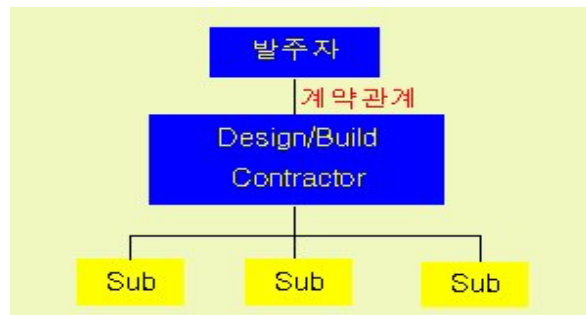 발주자
계약관계
Design/Build
Contractor
Sub
Sub
Sub